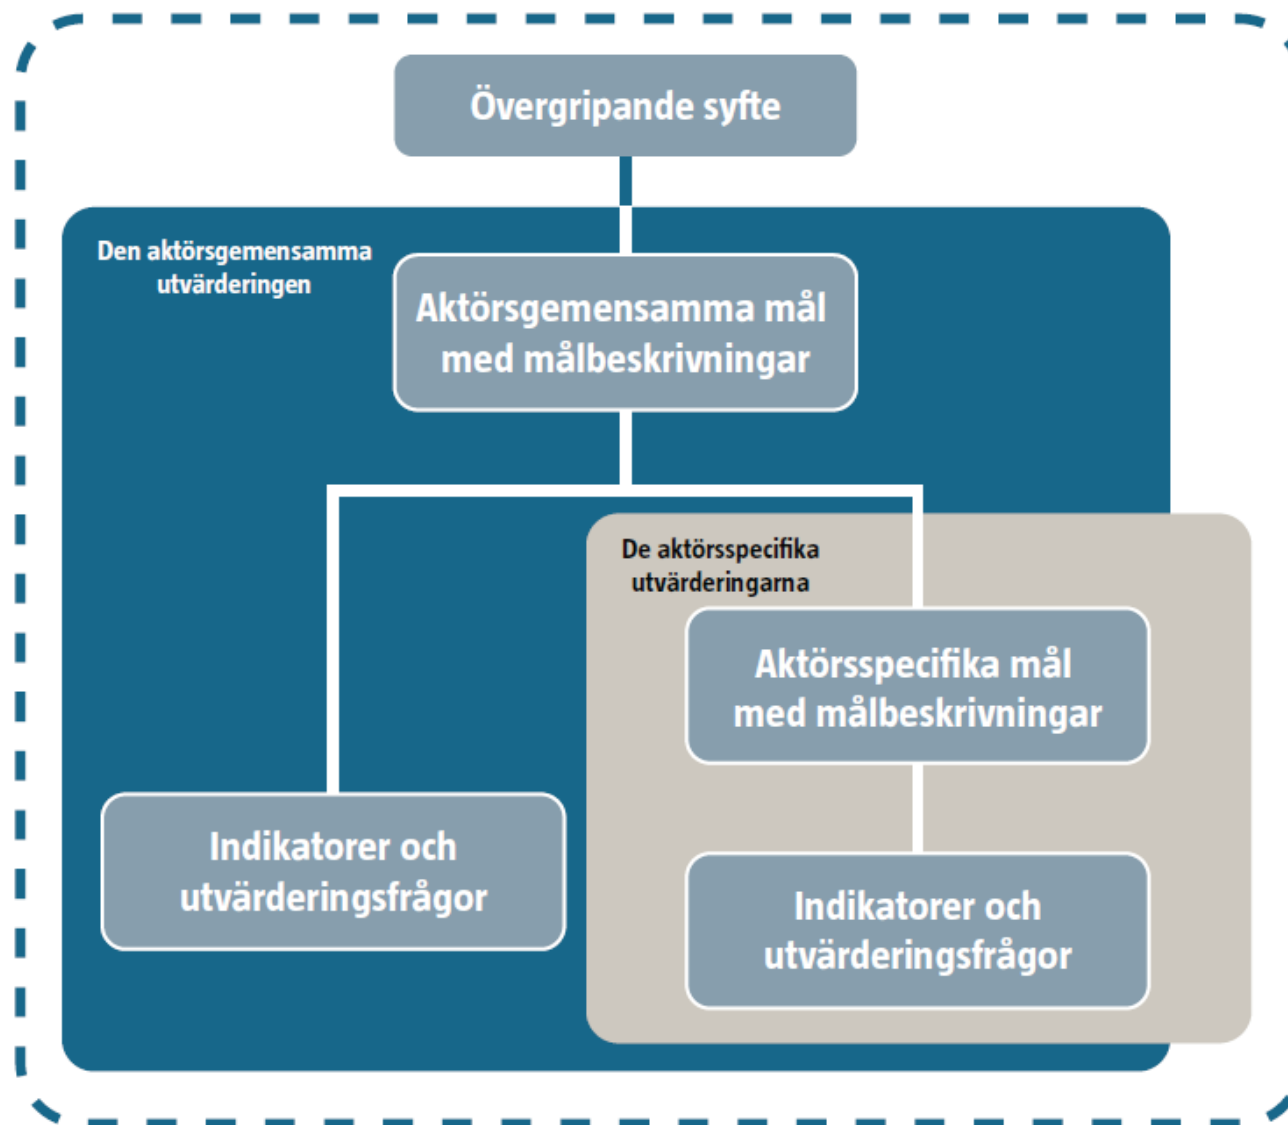 Övergripande syfte
Den aktörsgemensamma
utvärderingen
Aktörsgemensamma mål
med målbeskrivningar
De aktörsspecifika
utvärderingarna
Aktörsspecifika mål
med målbeskrivningar
Indikatorer och
utvärderingsfrågor
Indikatorer och
utvärderingsfrågor